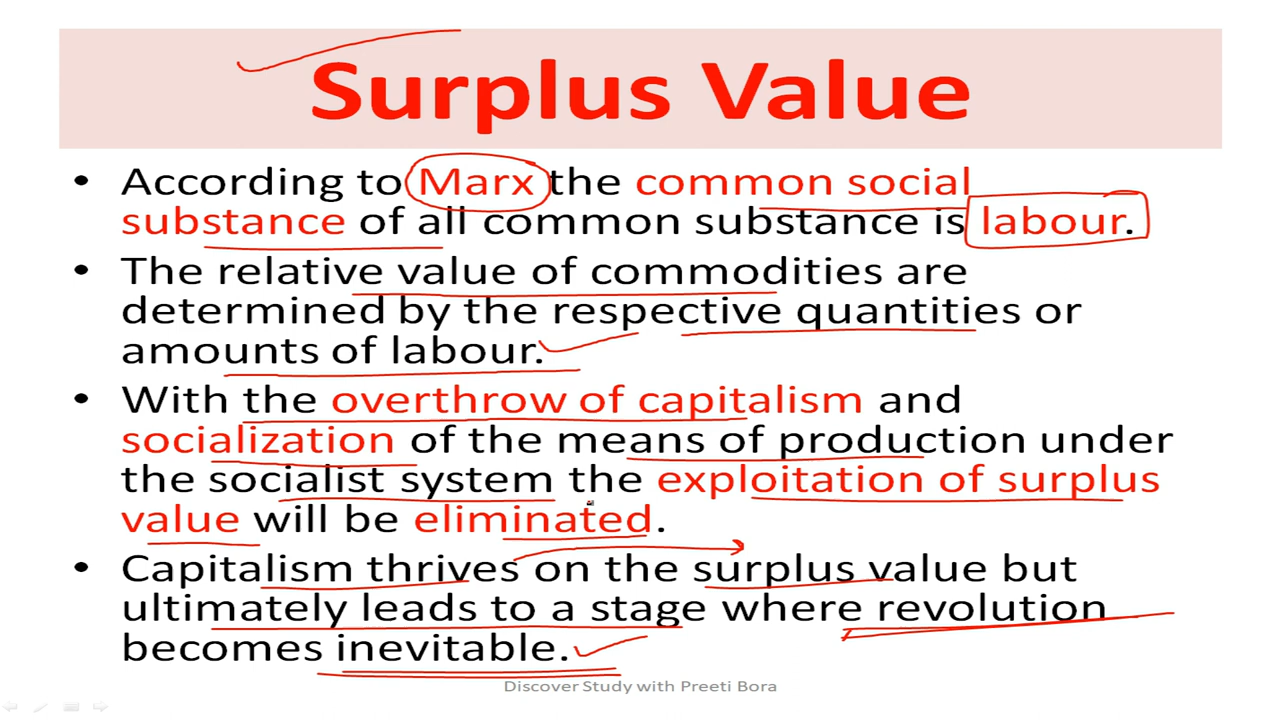 Surplus Value
• According to Marx the common social
substance of all common substance is labour.
• The relative value of commodities are
determined by the respective quantities or
amounts of labour.
• With the overthrow of capitalism and
socialization of the means of production under
the socialist system the exploitation of surplus
value will be eliminated.
• Capitalism thrives on the surplus value but
ultimately leads to a stage where revolution
becomes inevitable.
Discover Study with Preeti Bora